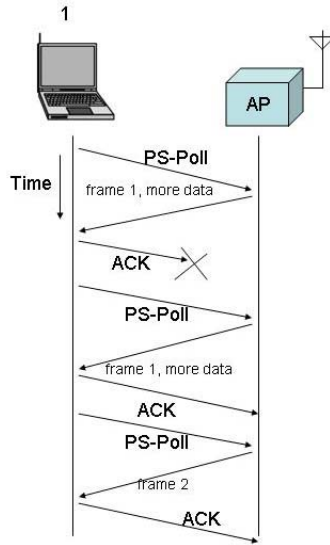 1
AP
PS-Poll
Time
frame 1, more data
ACK
PS-Poll
frame 1, more data
ACK
PS-Poll
frame 2
ACK